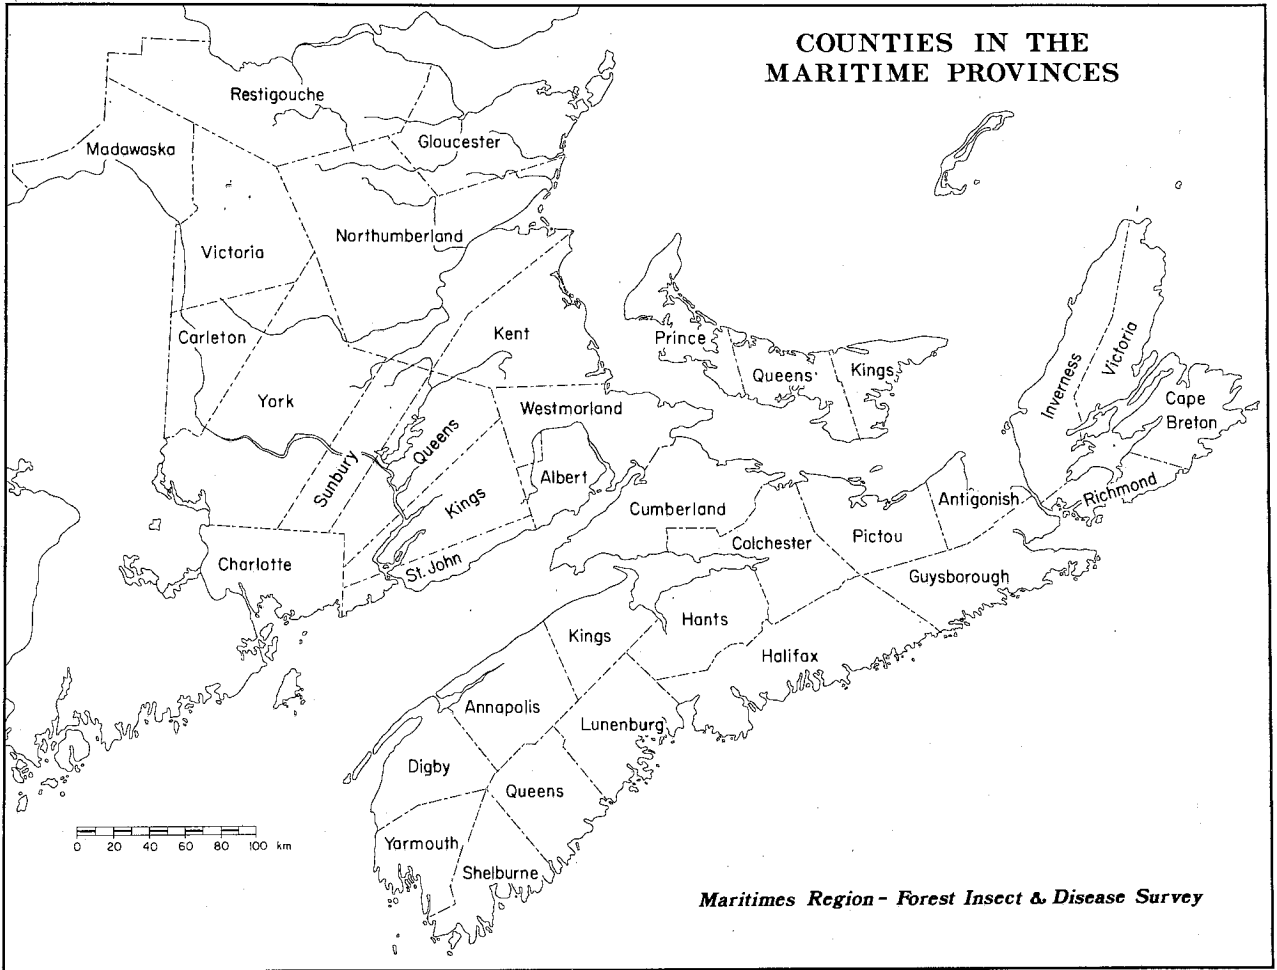 COUNTIES IN THE
MARITIME PROVINCES
Restigouche
Madawaska
Gloucester
Victoria
Northumberland
Carleton
Kent
York
Westmorland
Sunbury
Queens
Kings
Albert
Charlotte
St. John
Prince
Queens
Kings
Inverness
Victoria
Cape
Breton
Richmond
Cumberland
Colchester
Pictou
Antigonish
Guysborough
Hants
Kings
Halifax
Annapolis
Lunenburg
Digby
Queens
Yarmouth
Shelburne
0 20 40 60 80 100 km
Maritimes Region - Forest Insect & Disease Survey